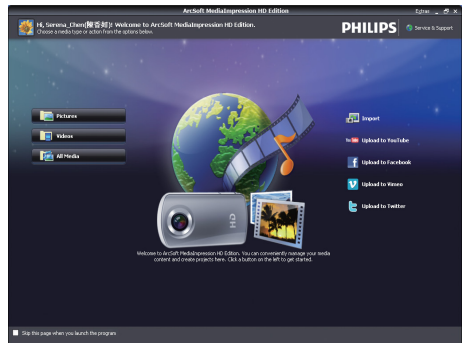 ArcSoft MediaImpression HD Edition
Extras
Hi, Serena_Chen(陳香如)! Welcome to ArcSoft MediaImpression HD Edition.
Choose a media type or action from the options below.
PHILIPS
Service & Support
Pictures
Videos
All Media
Import
You Tube Upload to YouTube
Upload to Facebook
Upload to Vimeo
Upload to Twitter
HD
Welcome to ArcSoft MediaImpression HD Edition. You can conveniently manage your media
content and create projects here. Click a button on the left to get started.
Skip this page when you launch the program